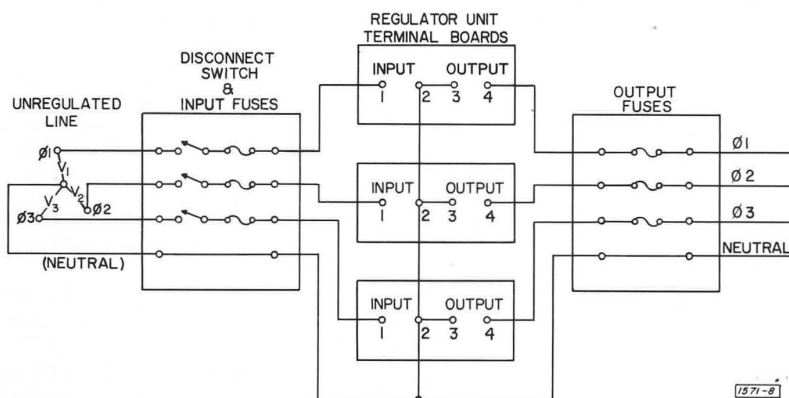 REGULATOR UNIT
TERMINAL BOARDS
DISCONNECT
SWITCH
&
INPUT FUSES
UNREGULATED
LINE
OUTPUT
FUSES
INPUT OUTPUT
1 2 3 4
Ø1
V1
V2
V3
Ø2
Ø3
(NEUTRAL)
INPUT OUTPUT
1 2 3 4
INPUT OUTPUT
1 2 3 4
Ø1
Ø2
Ø3
NEUTRAL
1571-8